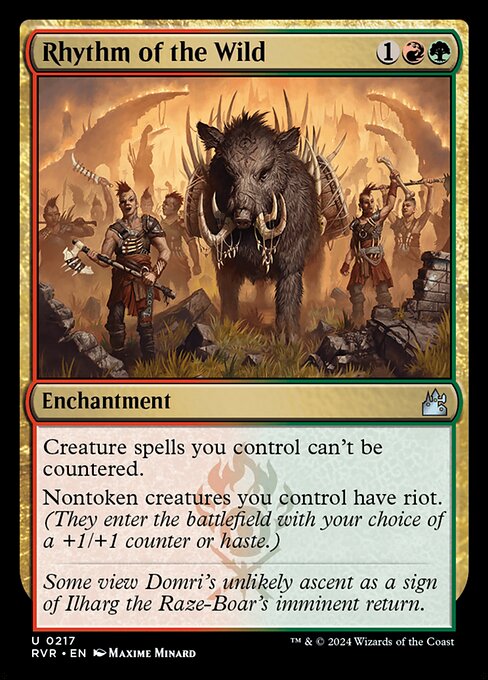 Rhythm of the Wild 1
Enchantment
Creature spells you control can't be
countered.
Nontoken creatures you control have riot.
(They enter the battlefield with your choice of
a +1/+1 counter or haste.)
Some view Domri's unlikely ascent as a sign
of Ilharg the Raze-Boar's imminent return.
U 0217
RVR • EN MAXIME MINARD
™ & © 2024 Wizards of the Coast